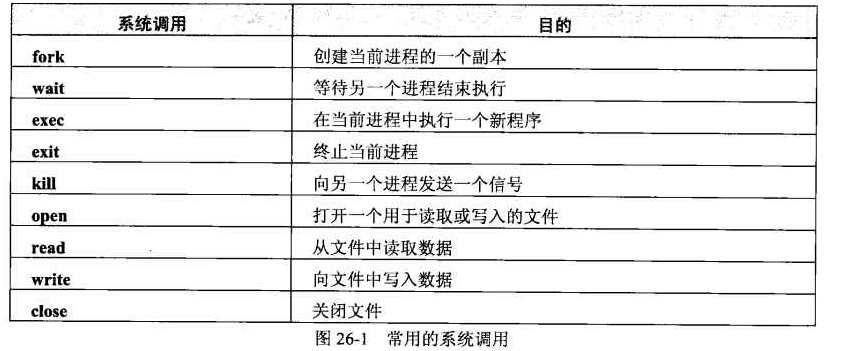 系统调用 目的
fork 创建当前进程的一个副本
wait 等待另一个进程结束执行
exec 在当前进程中执行一个新程序
exit 终止当前进程
kill 向另一个进程发送一个信号
open 打开一个用于读取或写入的文件
read 从文件中读取数据
write 向文件中写入数据
close 关闭文件
图 26-1 常用的系统调用